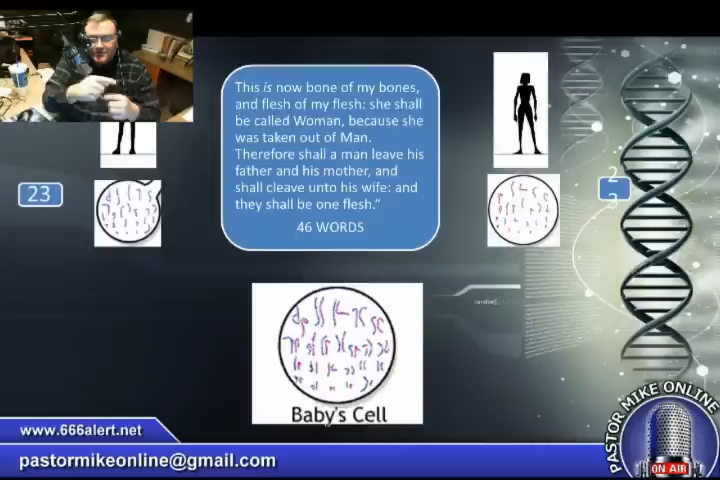 This is now bone of my bones,
and flesh of my flesh: she shall
be called Woman, because she
was taken out of Man.
Therefore shall a man leave his
father and his mother, and
shall cleave unto his wife: and
they shall be one flesh.”
46 WORDS
23
23
Baby's Cell
www.666alert.net
pastormikeonline@gmail.com
PASTOR MIKE ONLINE
ON AIR